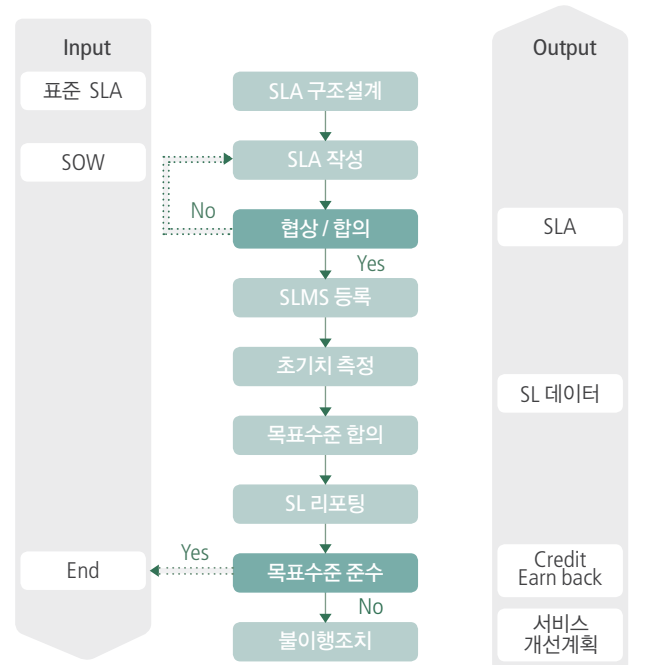 Input
표준 SLA
SOW
End
SLA 구조설계
SLA 작성
No
협상 / 합의
Yes
SLMS 등록
초기치 측정
목표수준 합의
SL 리포팅
Yes
목표수준 준수
No
불이행조치
Output
SLA
SL 데이터
Credit
Earn back
서비스
개선계획